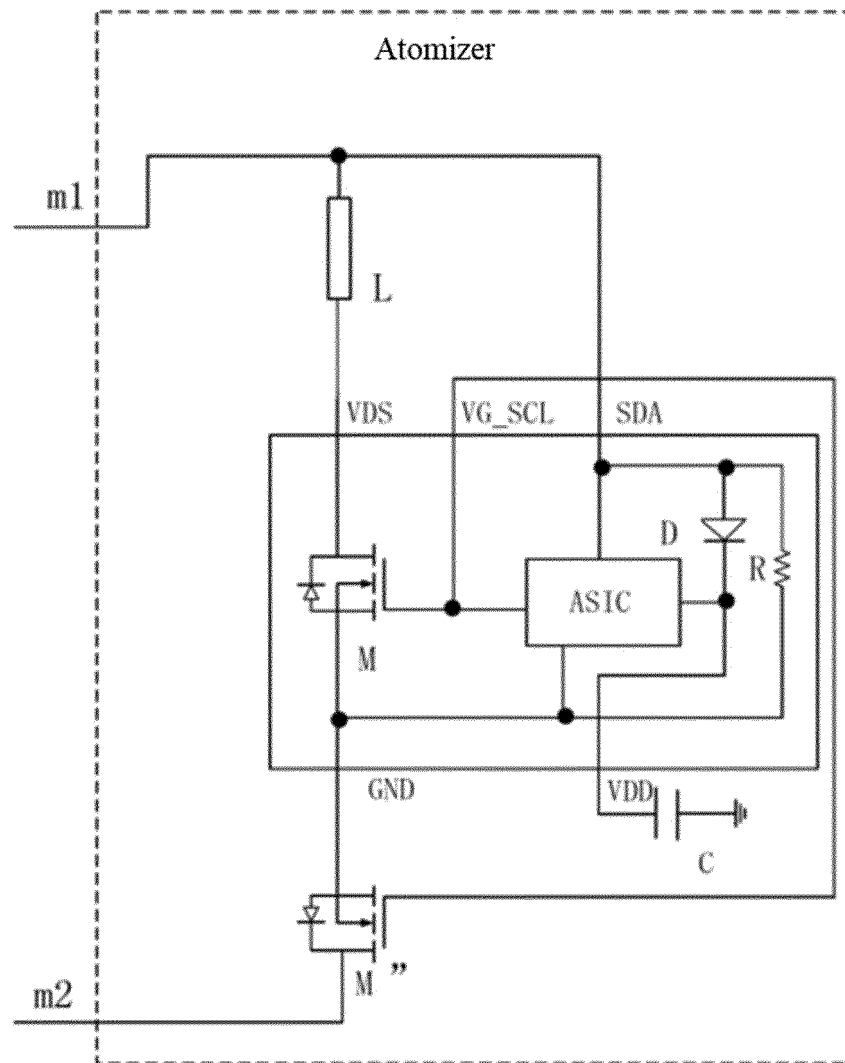 Atomizer
m1
L
VDS VG_SCL SDA
D
R
ASIC
M
GND VDD
C
M”
m2